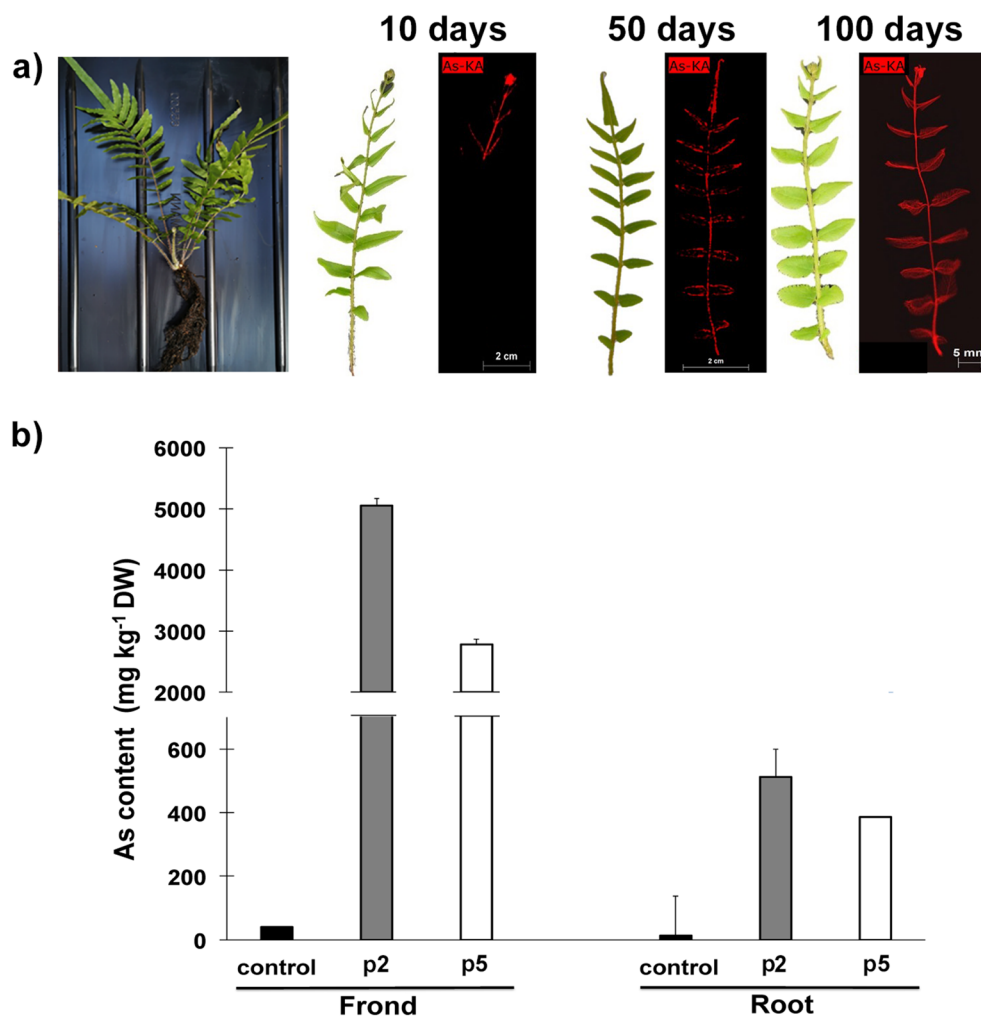 10 days 50 days 100 days
a)
As-KA As-KA As-KA
2 cm 2 cm 5 mm
b)
6000
5000
4000
3000
2000
600
400
200
0
As content (mg kg⁻¹ DW)
control p2 p5 control p2 p5
Frond Root